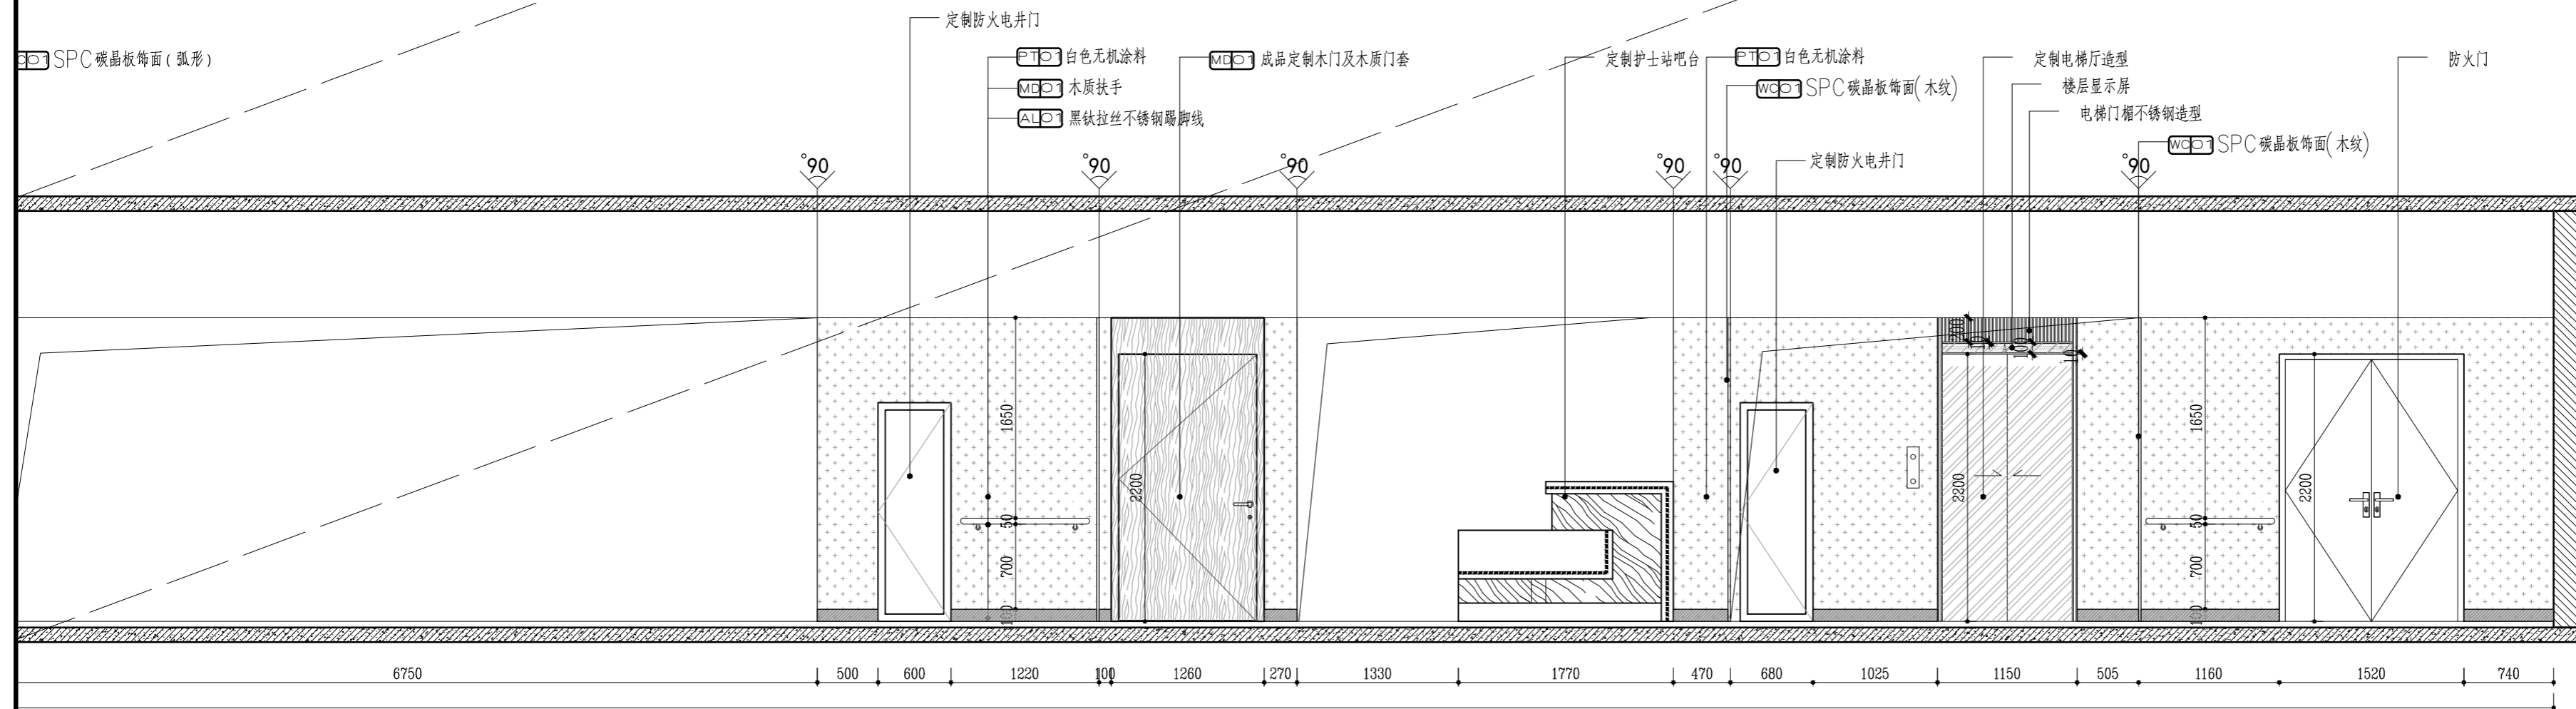 定制防火电井门
SPC碳晶板饰面(弧形)
PT01 白色无机涂料
MD01 木质扶手
AL01 黑钛拉丝不锈钢踢脚线
MD01 成品定制木门及木质门套
定制护士站吧台
PT01 白色无机涂料
WC01 SPC碳晶板饰面(木纹)
定制防火电井门
定制电梯厅造型
楼层显示屏
电梯门楣不锈钢造型
WC01 SPC碳晶板饰面(木纹)
防火门
°90 °90 °90 °90 °90 °90
1650
50
700
100
2200
2200
100
1650
50
700
100
2200
6750 500 600 1220 100 1260 270 1330 1770 470 680 1025 1150 505 1160 1520 740